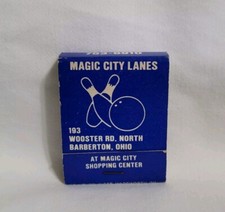 MAGIC CITY LANES
193
WOOSTER RD. NORTH
BARBERTON, OHIO
AT MAGIC CITY
SHOPPING CENTER